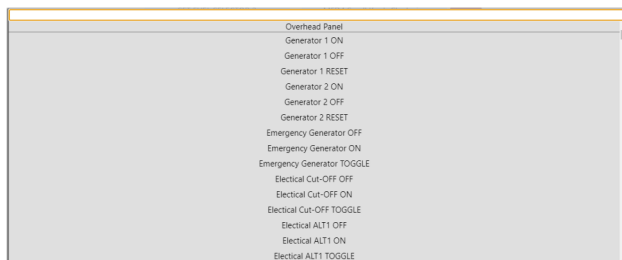 Overhead Panel
Generator 1 ON
Generator 1 OFF
Generator 1 RESET
Generator 2 ON
Generator 2 OFF
Generator 2 RESET
Emergency Generator OFF
Emergency Generator ON
Emergency Generator TOGGLE
Electical Cut-OFF OFF
Electical Cut-OFF ON
Electical Cut-OFF TOGGLE
Electical ALT1 OFF
Electical ALT1 ON
Electical ALT1 TOGGLE